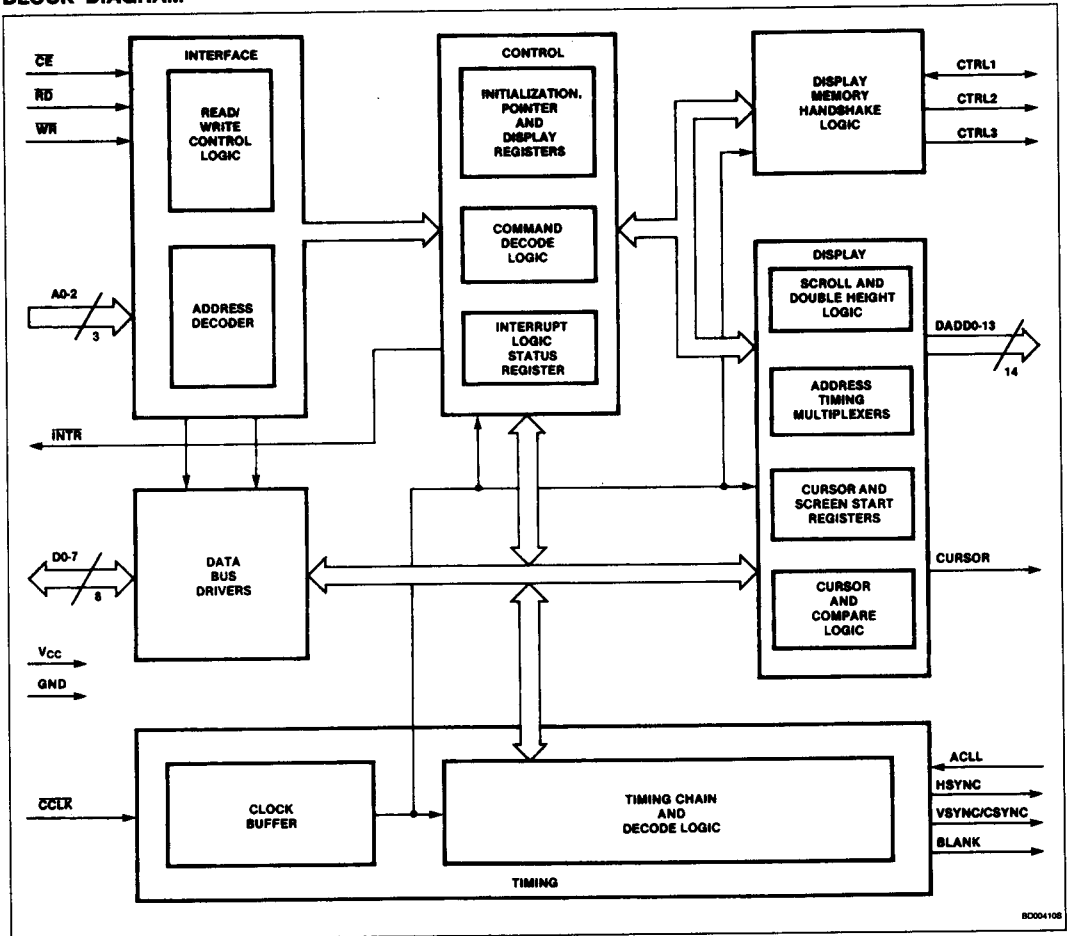 BLOCK DIAGRAM
INTERFACE
CE
RD
WR
READ/
WRITE
CONTROL
LOGIC
A0-2
3
ADDRESS
DECODER
INTR
CONTROL
INITIALIZATION,
POINTER
AND
DISPLAY
REGISTERS
COMMAND
DECODE
LOGIC
INTERRUPT
LOGIC
STATUS
REGISTER
DISPLAY
MEMORY
HANDSHAKE
LOGIC
CTRL1
CTRL2
CTRL3
DISPLAY
SCROLL AND
DOUBLE HEIGHT
LOGIC
DADD0-13
14
ADDRESS
TIMING
MULTIPLEXERS
CURSOR AND
SCREEN START
REGISTERS
CURSOR
AND
COMPARE
LOGIC
CURSOR
D0-7
8
DATA
BUS
DRIVERS
VCC
GND
CCLK
CLOCK
BUFFER
TIMING CHAIN
AND
DECODE LOGIC
TIMING
ACLL
HSYNC
VSYNC/CSYNC
BLANK
BD00410S